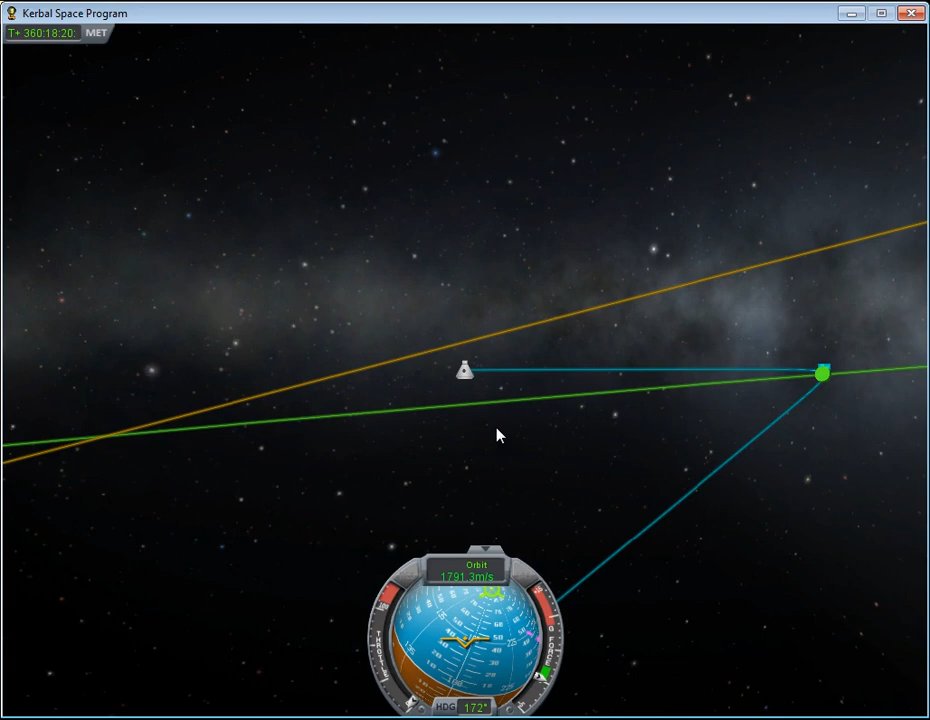 Kerbal Space Program
T+ 360:18:20: MET
Orbit
1791.3m/s
HDG 172°